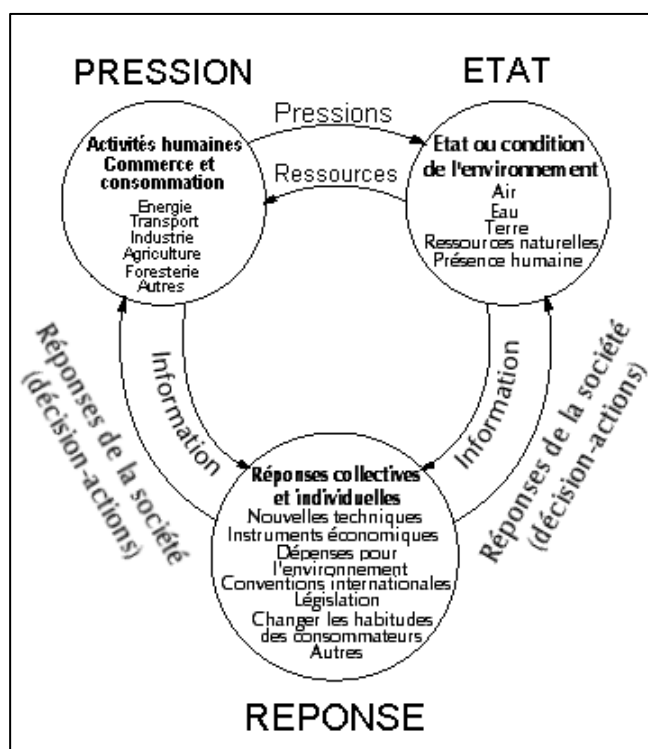 PRESSION
ETAT
Pressions
Ressources
Activités humaines
Commerce et
consommation
Energie
Transport
Industrie
Agriculture
Foresterie
Autres
Etat ou condition
de l'environnement
Air
Eau
Terre
Ressources naturelles
Présence humaine
Réponses de la société
(décision-actions)
Information
Information
Réponses de la société
(décision-actions)
Réponses collectives
et individuelles
Nouvelles techniques
Instruments économiques
Dépenses pour
l'environnement
Conventions internationales
Législation
Changer les habitudes
des consommateurs
Autres
REPONSE